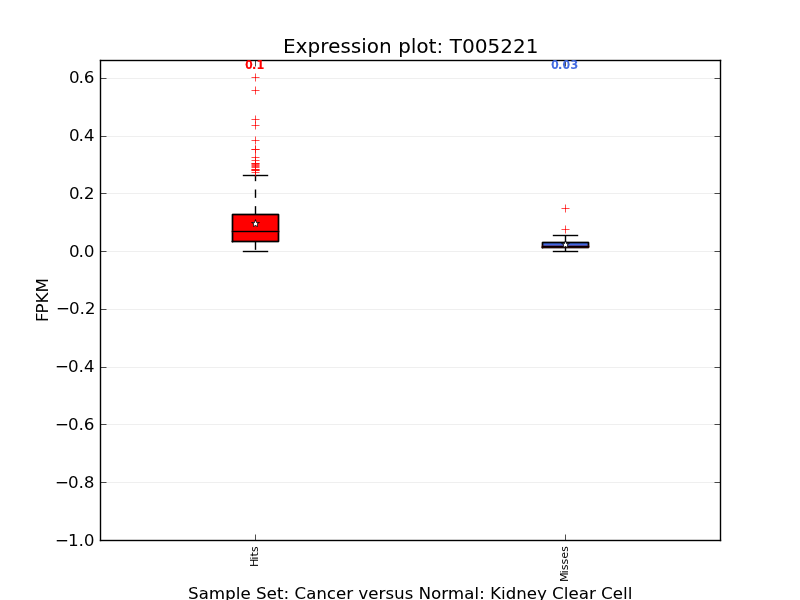 Expression plot: T005221
0.1
0.03
0.6
0.4
0.2
0.0
−0.2
−0.4
−0.6
−0.8
−1.0
FPKM
Hits
Misses
Sample Set: Cancer versus Normal: Kidney Clear Cell